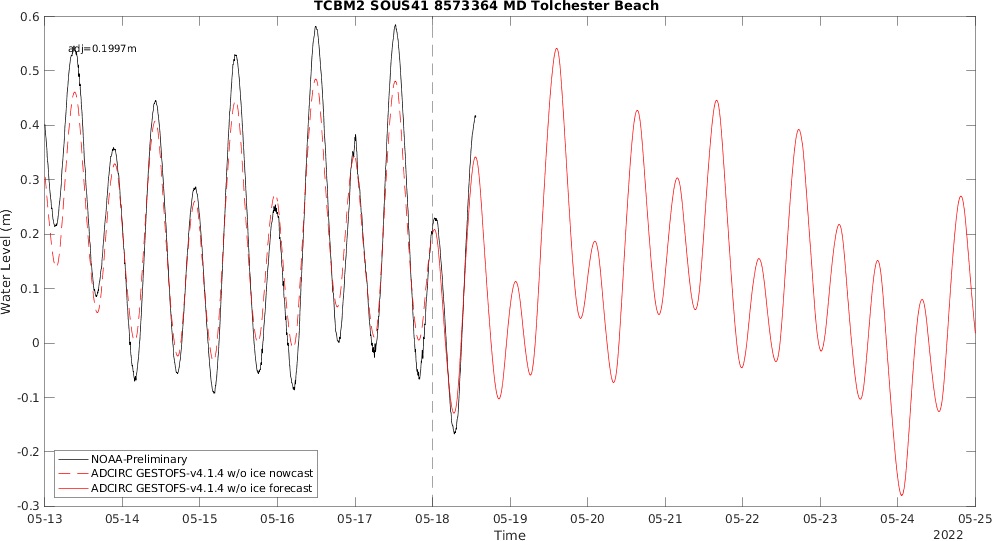 TCBM2 SOUS41 8573364 MD Tolchester Beach
adj=0.1997m
0.6
0.5
0.4
0.3
0.2
0.1
0
-0.1
-0.2
-0.3
Water Level (m)
NOAA-Preliminary
ADCIRC GESTOFS-v4.1.4 w/o ice nowcast
ADCIRC GESTOFS-v4.1.4 w/o ice forecast
05-13 05-14 05-15 05-16 05-17 05-18 05-19 05-20 05-21 05-22 05-23 05-24 05-25
Time
2022